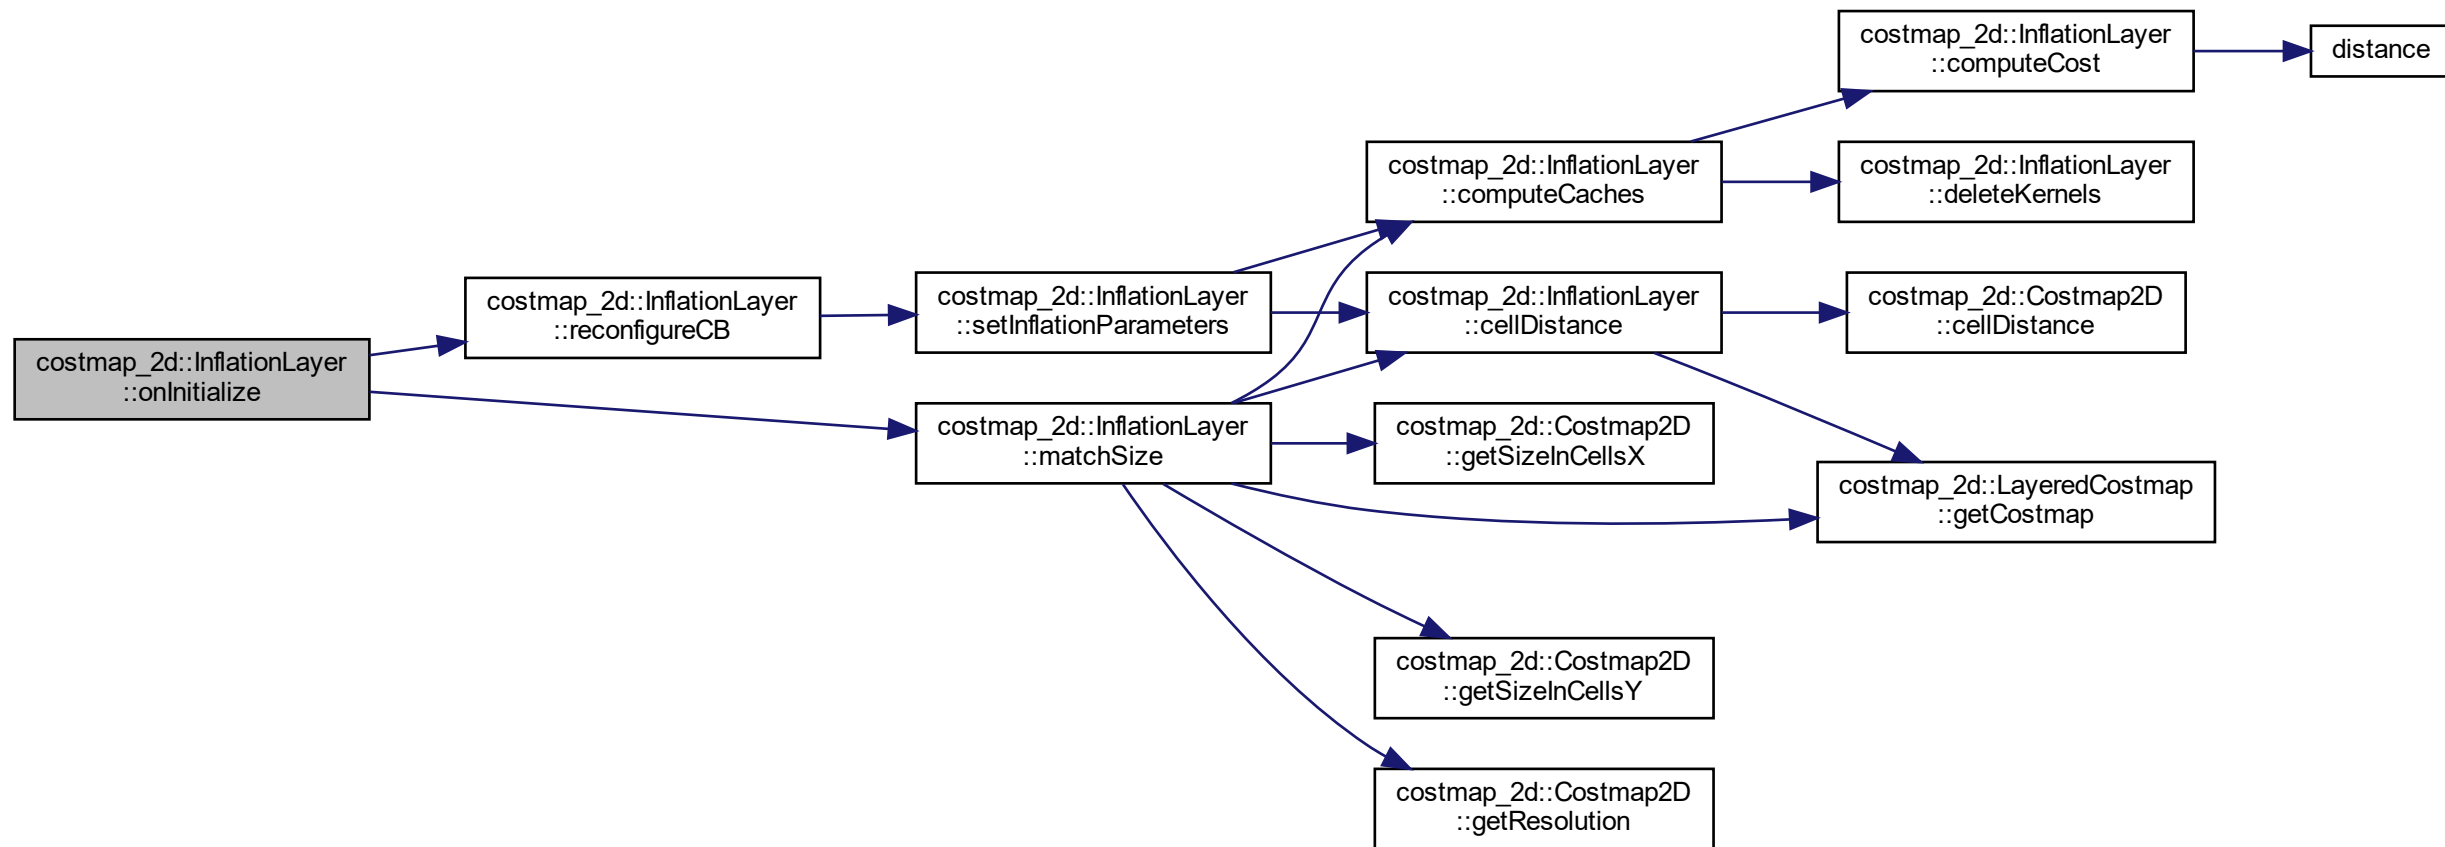 costmap_2d::InflationLayer
::onInitialize
costmap_2d::InflationLayer
::reconfigureCB
costmap_2d::InflationLayer
::setInflationParameters
costmap_2d::InflationLayer
::matchSize
costmap_2d::InflationLayer
::computeCaches
costmap_2d::InflationLayer
::cellDistance
costmap_2d::Costmap2D
::getSizeInCellsX
costmap_2d::Costmap2D
::getSizeInCellsY
costmap_2d::Costmap2D
::getResolution
costmap_2d::InflationLayer
::computeCost
costmap_2d::InflationLayer
::deleteKernels
costmap_2d::Costmap2D
::cellDistance
costmap_2d::LayeredCostmap
::getCostmap
distance